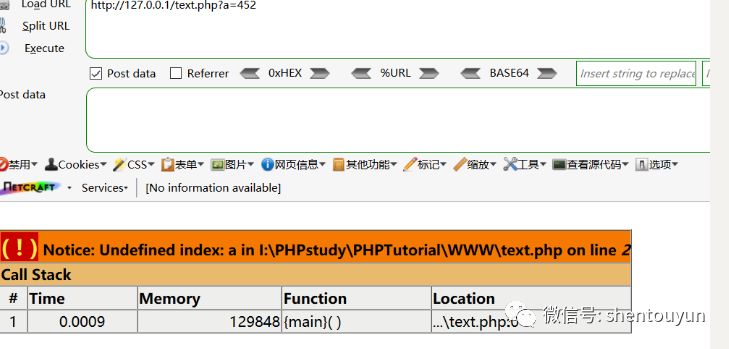 Load URL
http://127.0.0.1/text.php?a=452
Split URL
Execute
Post data Referrer 0xHEX %URL BASE64 Insert string to replace
Post data
禁用 Cookies CSS 表单 图片 网页信息 其他功能 标记 缩放 工具 查看源代码 选项
NETCRAFT Services [No information available]
( ! ) Notice: Undefined index: a in I:\PHPstudy\PHPTutorial\WWW\text.php on line 2
Call Stack
# Time Memory Function Location
1 0.0009 129848 {main}( ) ...\text.php:0
微信号: shentouyun